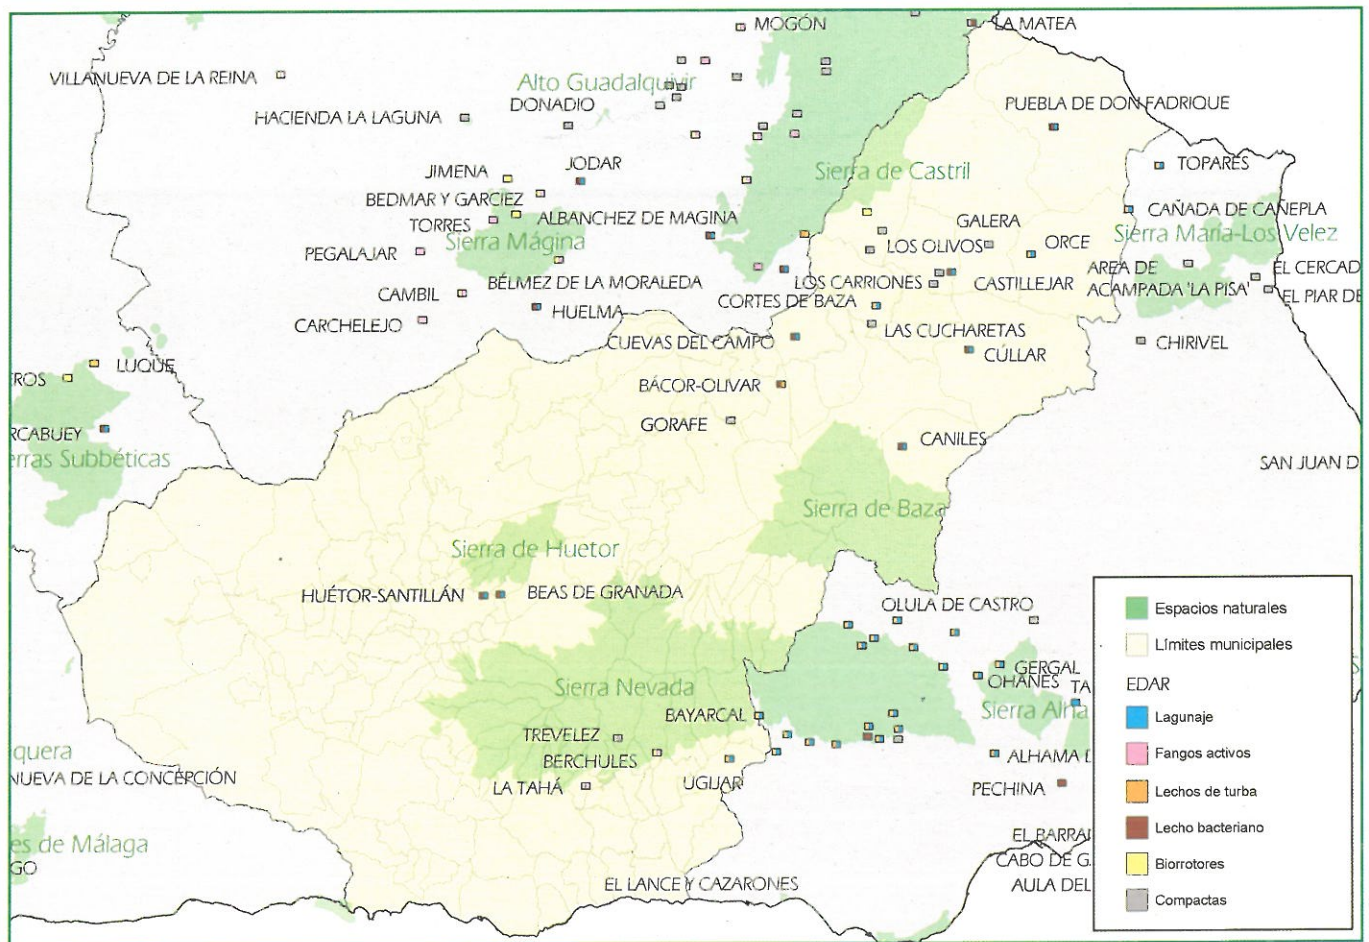 MOGÓN
LA MATEA
VILLANUEVA DE LA REINA
Alto Guadalquivir
DONADIO
HACIENDA LA LAGUNA
PUEBLA DE DON FADRIQUE
JIMENA
JODAR
Sierra de Castril
TOPARES
BEDMAR Y GARCIEZ
TORRES
ALBANCHEZ DE MAGINA
GALERA
CAÑADA DE CAÑEPLA
Sierra Mágina
LOS OLIVOS
ORCE
Sierra María-Los Velez
PEGALAJAR
BÉLMEZ DE LA MORALEDA
LOS CARRIONES
CASTILLEJAR
AREA DE
ACAMPADA 'LA PISA'
EL CERCAD
EL PIAR DE
CAMBIL
HUELMA
CORTES DE BAZA
CARCHELEJO
LAS CUCHARETAS
CUEVAS DEL CAMPO
CÚLLAR
CHIRIVEL
LUQUE
EROS
BÁCOR-OLIVAR
GORAFE
RCABUEY
CANILES
erras Subbéticas
SAN JUAN D
Sierra de Baza
Sierra de Huetor
HUÉTOR-SANTILLÁN
BEAS DE GRANADA
OLULA DE CASTRO
Sierra Nevada
GERGAL
OHANES
TA
BAYARCAL
Sierra Alha
TREVELEZ
BERCHULES
quera
NUEVA DE LA CONCEPCIÓN
LA TAHÁ
UGIJAR
ALHAMA D
PECHINA
es de Málaga
GO
EL BARRA
CABO DE G
AULA DEL
EL LANCE Y CAZARONES
Espacios naturales
Límites municipales
EDAR
Lagunaje
Fangos activos
Lechos de turba
Lecho bacteriano
Biorrotores
Compactas